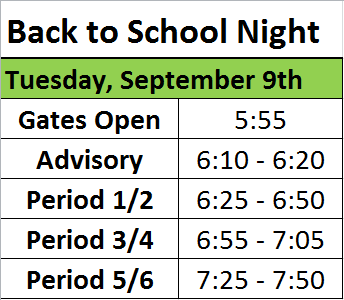 Back to School Night
Tuesday, September 9th
Gates Open 5:55
Advisory 6:10 - 6:20
Period 1/2 6:25 - 6:50
Period 3/4 6:55 - 7:05
Period 5/6 7:25 - 7:50